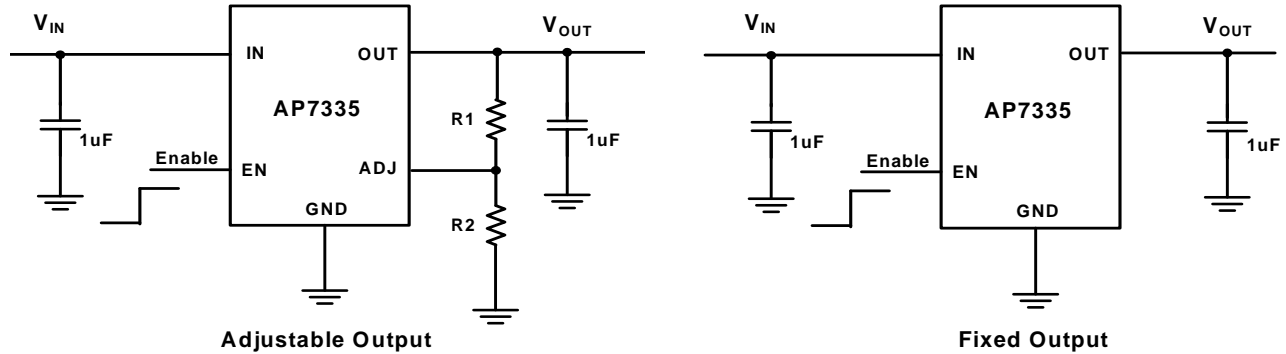 VIN
VOUT
IN
OUT
AP7335
R1
1uF
1uF
Enable
EN
ADJ
GND
R2
Adjustable Output
VIN
VOUT
IN
OUT
AP7335
1uF
1uF
Enable
EN
GND
Fixed Output